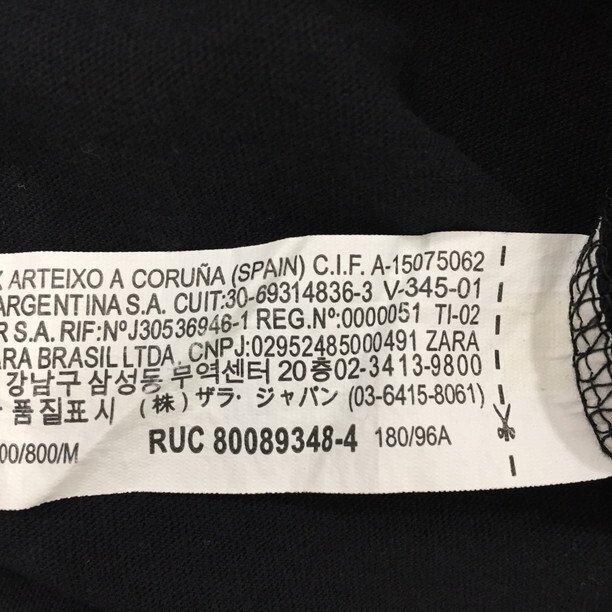 ARTEIXO A CORUÑA (SPAIN) C.I.F. A-15075062
ARGENTINA S.A. CUIT:30-69314836-3 V-345-01
R S.A. RIF:NºJ30536946-1 REG.Nº:0000051 TI-02
ARA BRASIL LTDA. CNPJ:02952485000491 ZARA
강남구 삼성동 무역센터 20층02-3413-9800
품질표시 (株) ザラ・ジャパン (03-6415-8061)
00/800/M RUC 80089348-4 180/96A